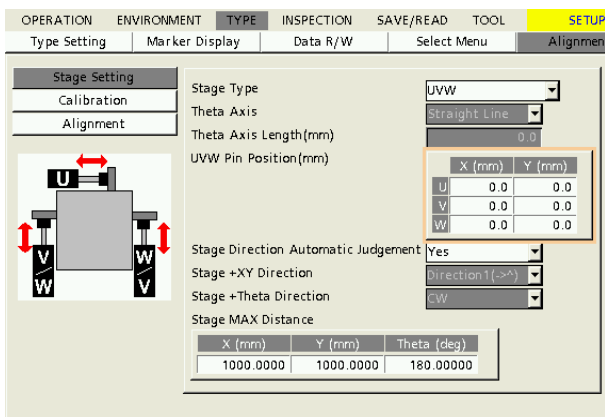 OPERATION ENVIRONMENT TYPE INSPECTION SAVE/READ TOOL SETUP
Type Setting Marker Display Data R/W Select Menu Alignmen
Stage Setting
Calibration
Alignment
Stage Type UVW
Theta Axis Straight Line
Theta Axis Length(mm) 0.0
UVW Pin Position(mm)
X (mm) Y (mm)
U 0.0 0.0
V 0.0 0.0
W 0.0 0.0
U
V/W W/V
Stage Direction Automatic Judgement Yes
Stage +XY Direction Direction1(->^)
Stage +Theta Direction CW
Stage MAX Distance
X (mm) Y (mm) Theta (deg)
1000.0000 1000.0000 180.00000